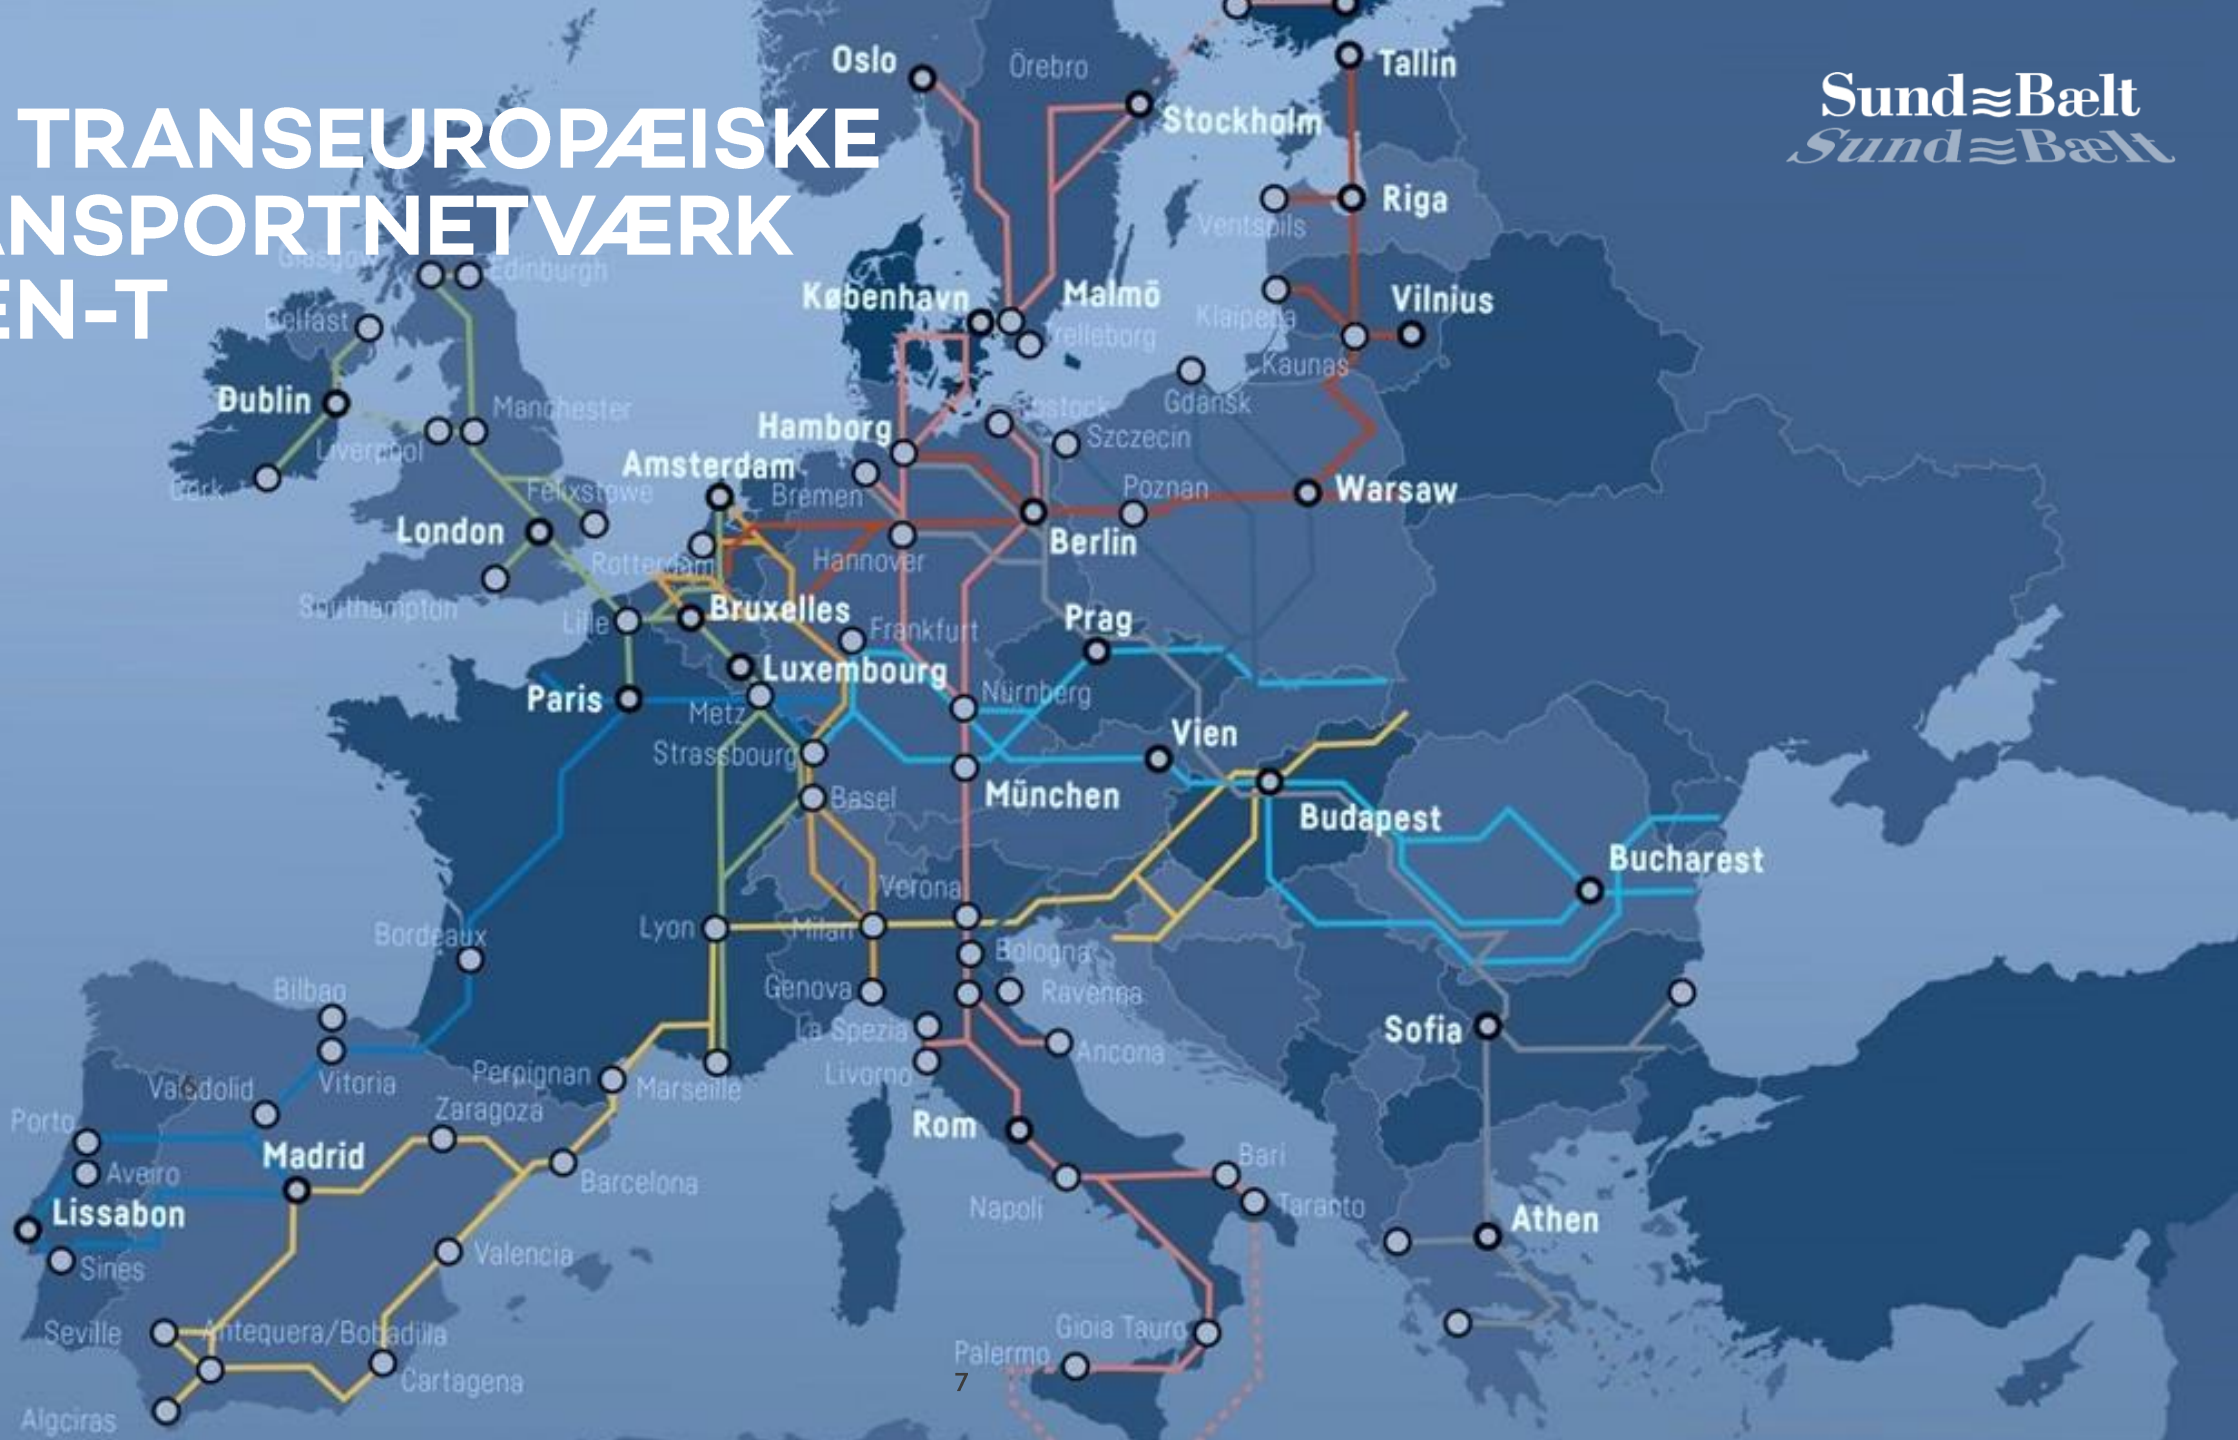 TRANSEUROPÆISKE
ANSPORTNETVÆRK
EN-T
Sund≋Bælt
Sund≋Bælt
Oslo
Örebro
Stockholm
Tallin
Riga
Ventspils
Glasgow
Edinburgh
Belfast
København
Malmö
relleborg
Klaipeda
Vilnius
Kaunas
Dublin
Manchester
Liverpool
Cork
Hamborg
Rostock
Gdansk
Szczecin
Amsterdam
Bremen
Felixstowe
Poznan
Warsaw
London
Berlin
Hannover
Rotterdam
Southampton
Bruxelles
Lille
Frankfurt
Prag
Luxembourg
Paris
Metz
Nürnberg
Strassbourg
Vien
Basel
München
Budapest
Bucharest
Verona
Lyon
Milan
Bordeaux
Bologna
Bilbao
Genova
Ravenna
La Spezia
Sofia
Ancona
Livorno
Perpignan
Marseille
Vitoria
Valladolid
6
Zaragoza
Porto
Rom
Madrid
Aveiro
Barcelona
Bari
Lissabon
Napoli
Taranto
Athen
Valencia
Sines
Seville
Antequera/Bobadilla
Gioia Tauro
Palermo
7
Cartagena
Algciras